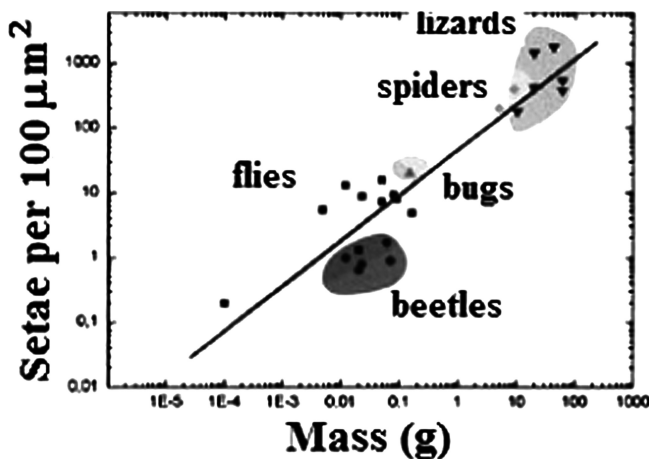 lizards
spiders
flies
bugs
beetles
Setae per 100 μm²
1000
100
10
1
0.1
0.01
1E-5 1E-4 1E-3 0.01 0.1 1 10 100 1000
Mass (g)